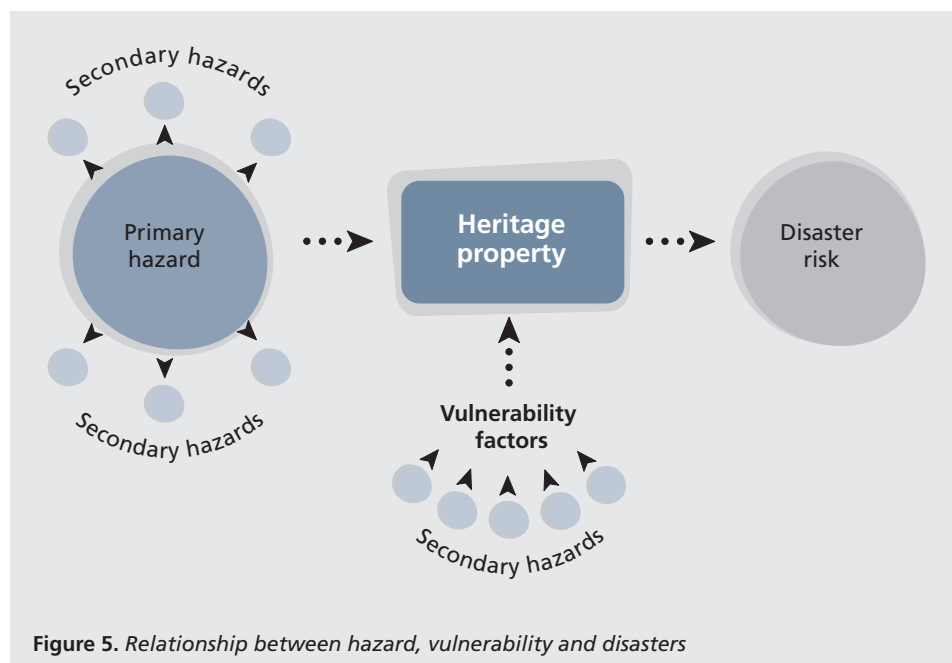 Secondary hazards
Primary
hazard
Secondary hazards
Heritage
property
Disaster
risk
Vulnerability
factors
Secondary hazards
Figure 5. Relationship between hazard, vulnerability and disasters